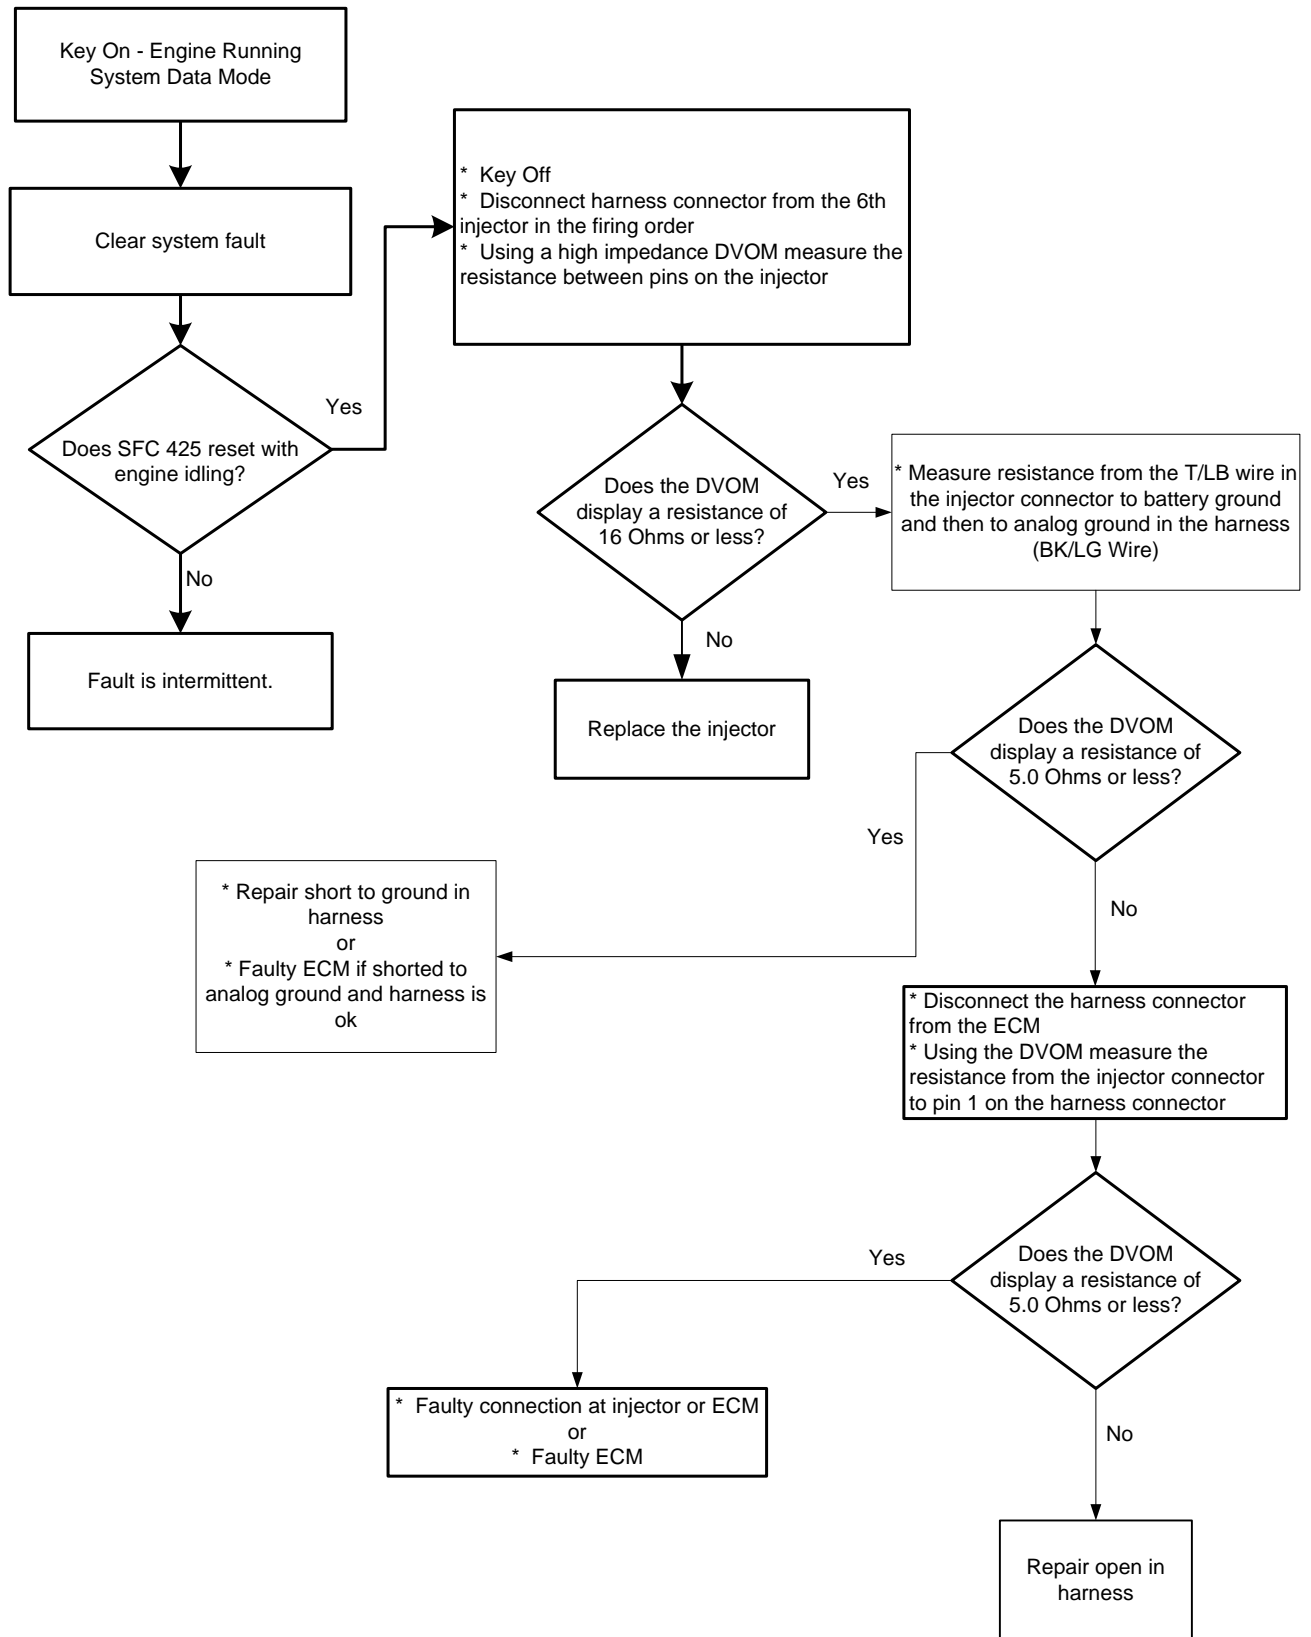 Key On - Engine Running
System Data Mode
Clear system fault
Does SFC 425 reset with
engine idling?
Yes
No
Fault is intermittent.
* Key Off
* Disconnect harness connector from the 6th
injector in the firing order
* Using a high impedance DVOM measure the
resistance between pins on the injector
Does the DVOM
display a resistance of
16 Ohms or less?
Yes
No
Replace the injector
* Measure resistance from the T/LB wire in
the injector connector to battery ground
and then to analog ground in the harness
(BK/LG Wire)
Does the DVOM
display a resistance of
5.0 Ohms or less?
Yes
No
* Repair short to ground in
harness
or
* Faulty ECM if shorted to
analog ground and harness is
ok
* Disconnect the harness connector
from the ECM
* Using the DVOM measure the
resistance from the injector connector
to pin 1 on the harness connector
Does the DVOM
display a resistance of
5.0 Ohms or less?
Yes
No
* Faulty connection at injector or ECM
or
* Faulty ECM
Repair open in
harness